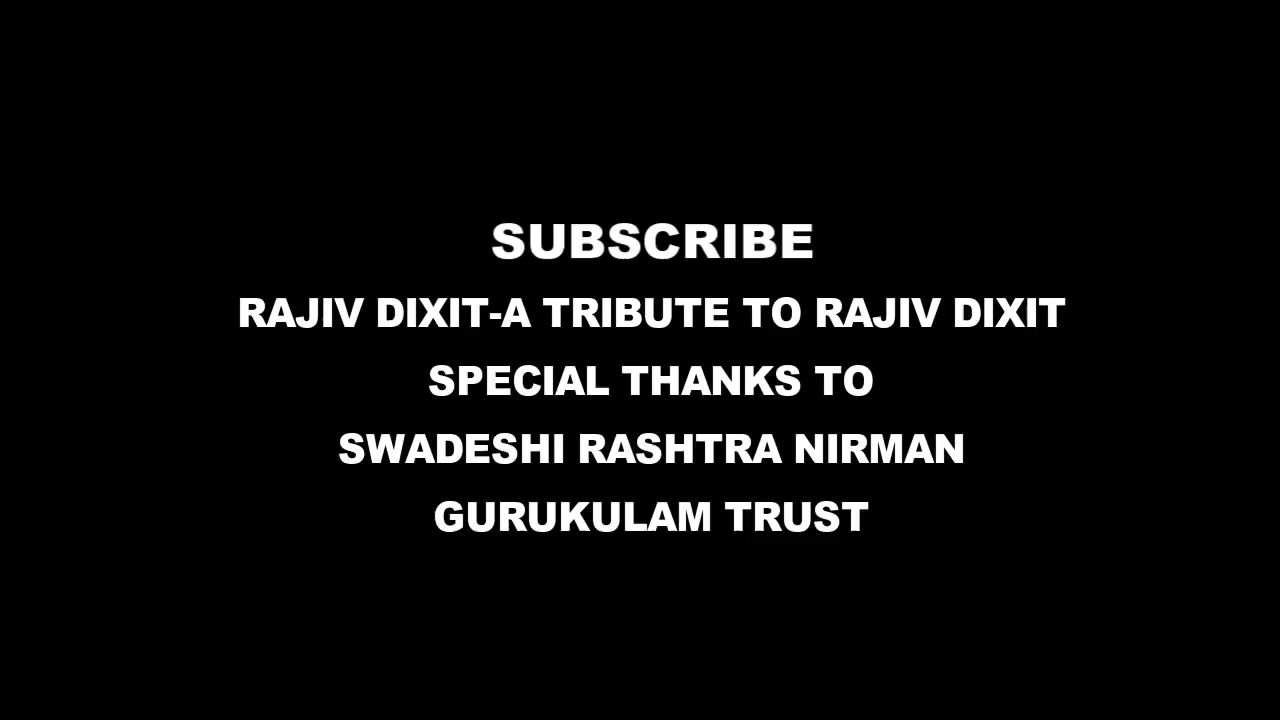 SUBSCRIBE
RAJIV DIXIT-A TRIBUTE TO RAJIV DIXIT
SPECIAL THANKS TO
SWADESHI RASHTRA NIRMAN
GURUKULAM TRUST